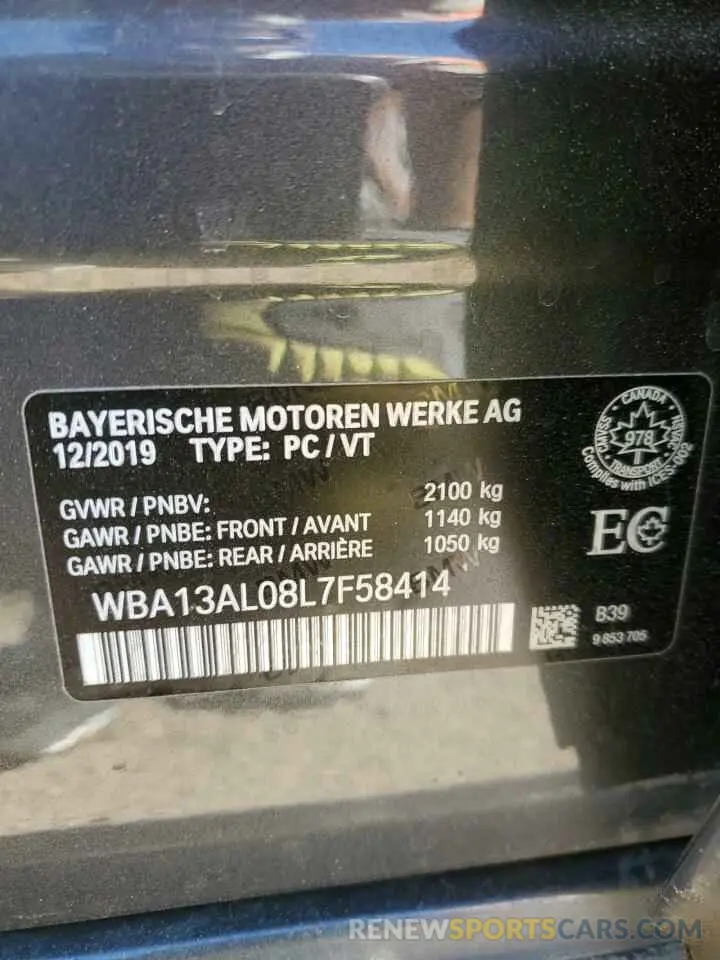 BAYERISCHE MOTOREN WERKE AG
12/2019 TYPE: PC / VT
GVWR / PNBV: 2100 kg
GAWR / PNBE: FRONT / AVANT 1140 kg
GAWR / PNBE: REAR / ARRIÈRE 1050 kg
WBA13AL08L7F58414
CANADA
978
TRANSPORT
Complies with ICES-002
EC
B39
9 853 705
RENEWSPORTSCARS.COM